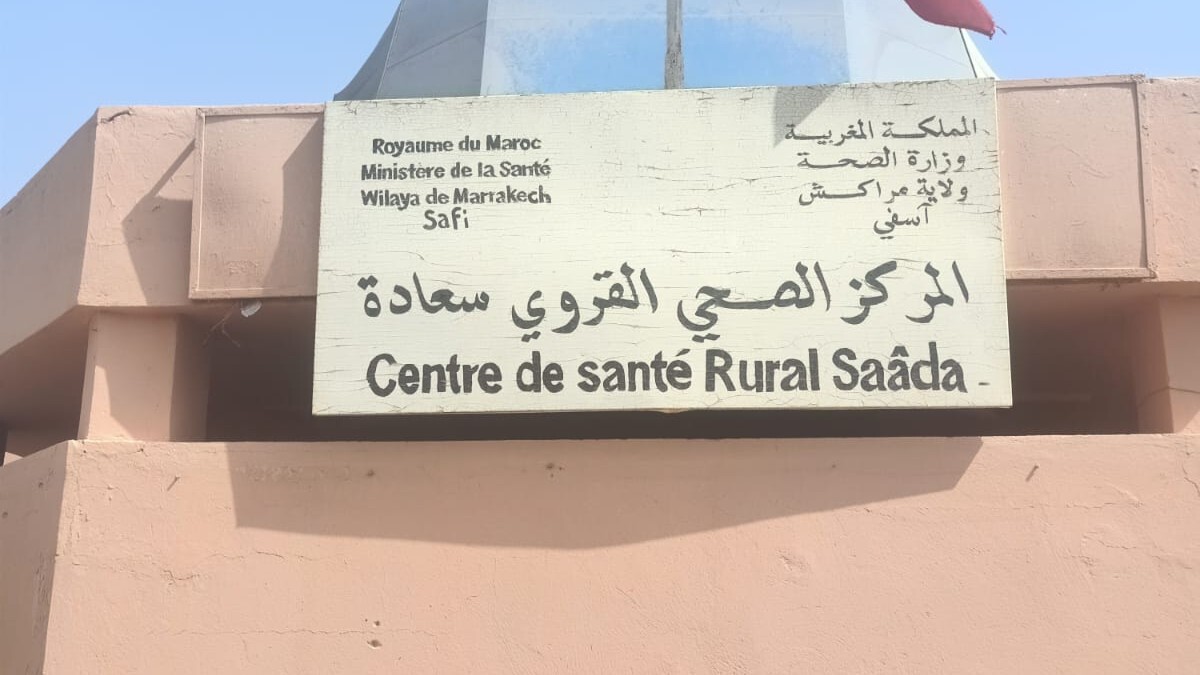 Royaume du Maroc
Ministère de la Santé
Wilaya de Marrakech
Safi
المملكة المغربية
وزارة الصحة
ولاية مراكش
آسفي
المركز الصحي القروي سعادة
Centre de santé Rural Saâda